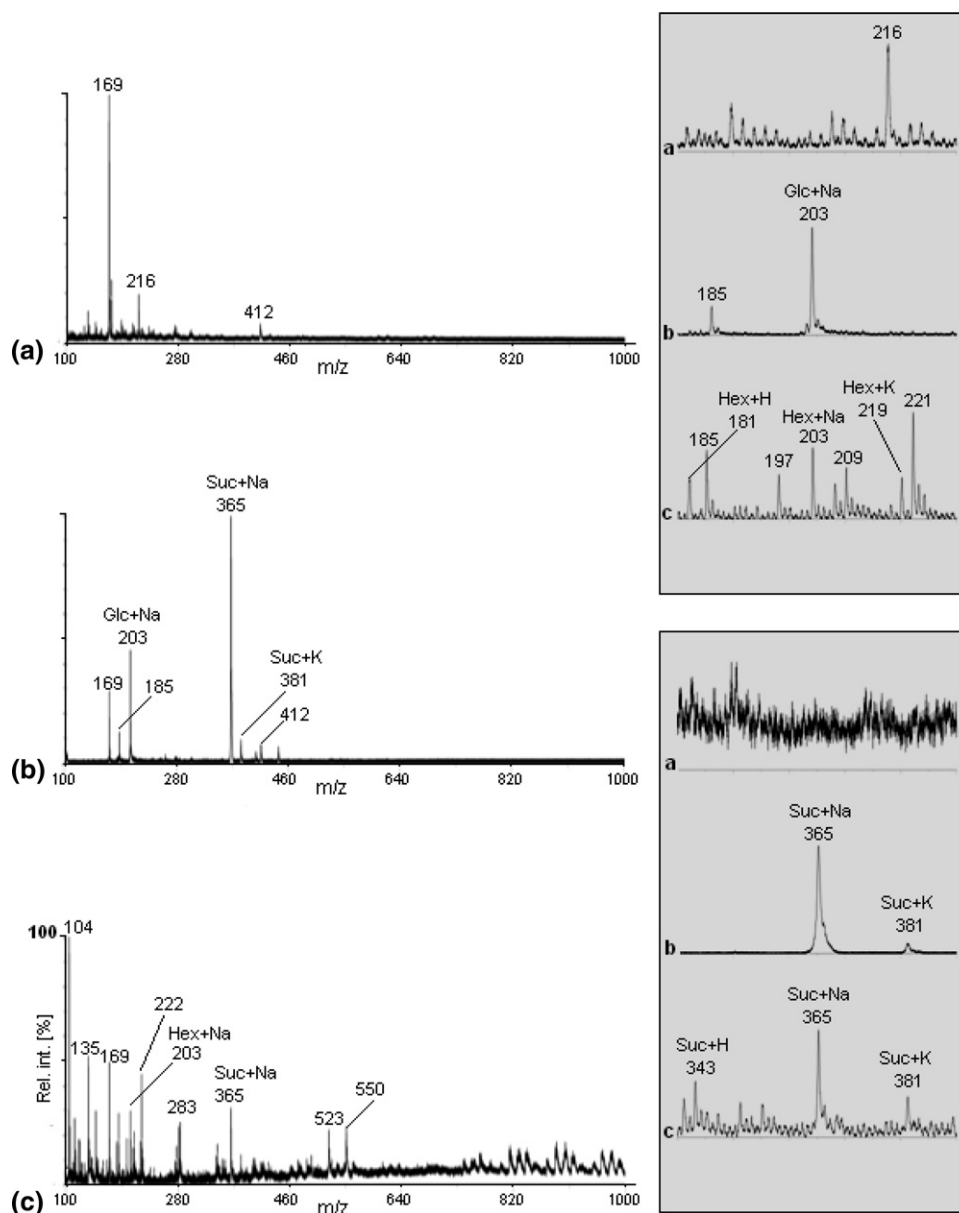 169
216
412
(a)
100 280 460 640 820 1000
m/z
Suc+Na
365
Glc+Na
203
Suc+K
381
169
185
412
(b)
100 280 460 640 820 1000
m/z
100
104
222
Hex+Na
203
135
169
Suc+Na
365
283
523
550
Rel. int. [%]
(c)
100 280 460 640 820 1000
m/z
216
a
Glc+Na
203
185
b
Hex+H
181
185
197
Hex+Na
203
209
Hex+K
219
221
c
a
Suc+Na
365
Suc+K
381
b
Suc+H
343
Suc+Na
365
Suc+K
381
c